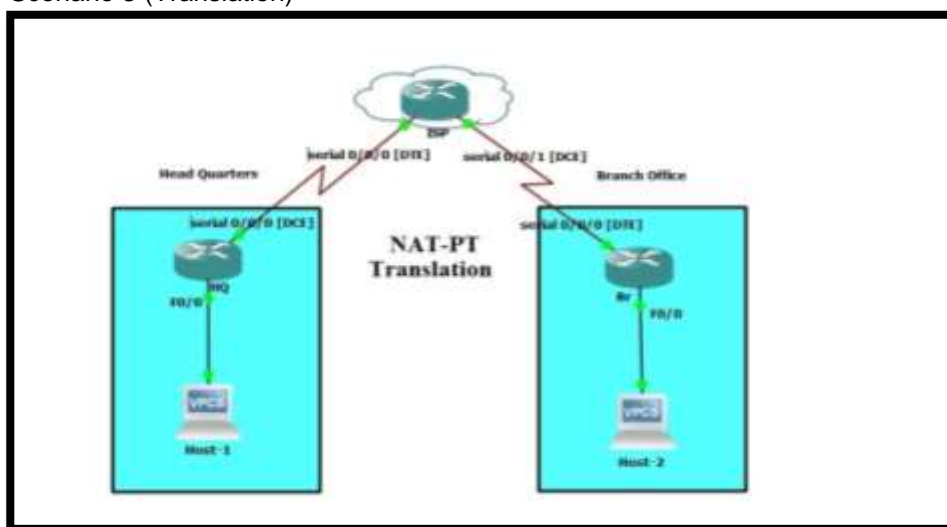 Scenario 3 (Translation)
ISP
serial 0/0/0 [DTE]
serial 0/0/1 [DCE]
Head Quarters
Branch Office
serial 0/0/0 [DCE]
serial 0/0/0 [DTE]
NAT-PT
Translation
HQ
F0/0
Br
F0/0
VPCS
Host-1
VPCS
Host-2